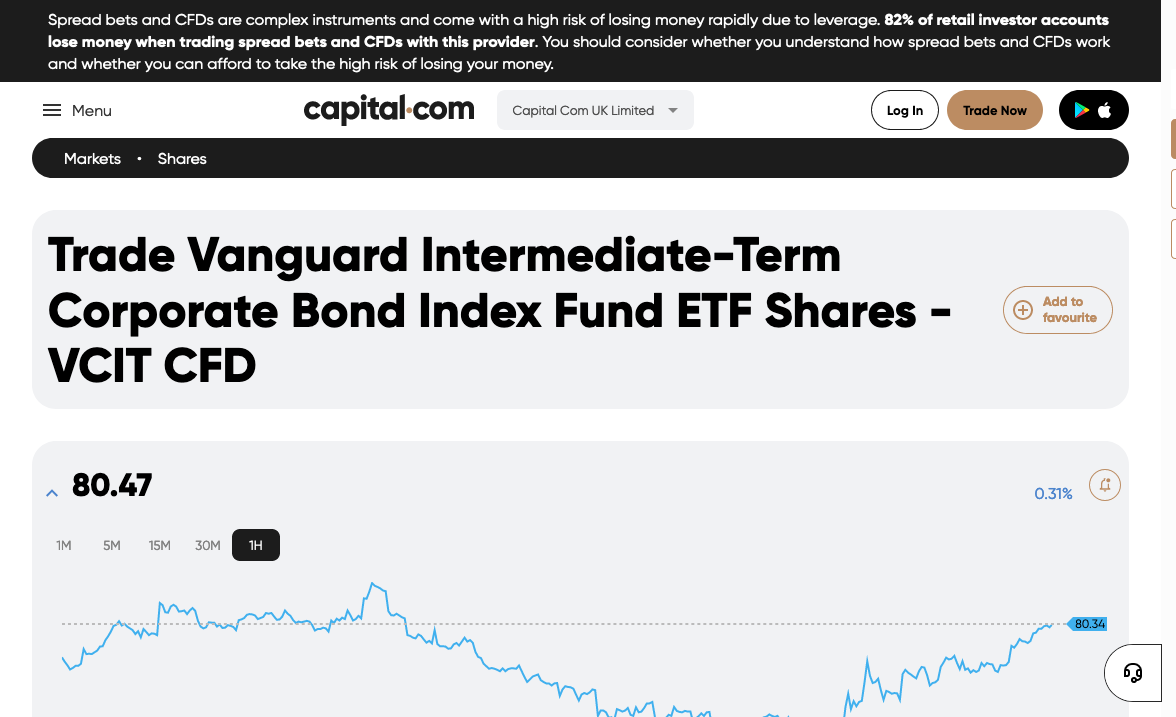 Spread bets and CFDs are complex instruments and come with a high risk of losing money rapidly due to leverage. 82% of retail investor accounts
lose money when trading spread bets and CFDs with this provider. You should consider whether you understand how spread bets and CFDs work
and whether you can afford to take the high risk of losing your money.
Menu
capital.com
Capital Com UK Limited
Log In
Trade Now
Markets • Shares
Trade Vanguard Intermediate-Term
Corporate Bond Index Fund ETF Shares -
VCIT CFD
Add to
favourite
80.47
0.31%
1M 5M 15M 30M 1H
80.34